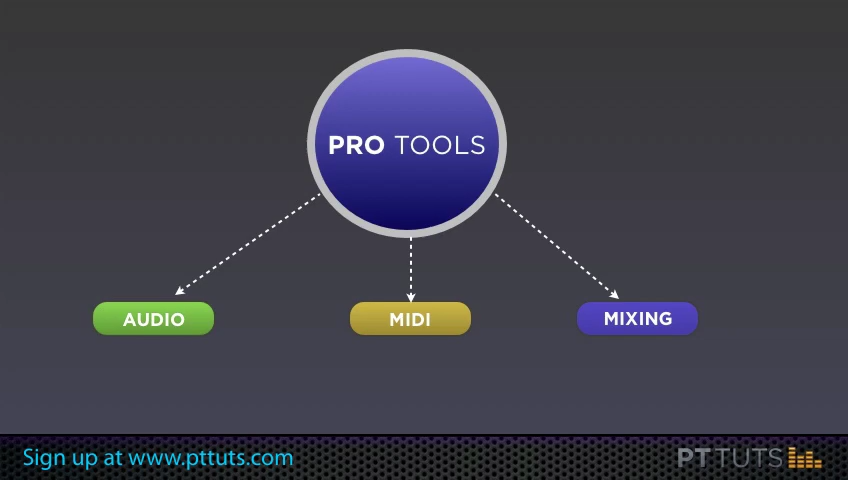 PRO TOOLS
AUDIO
MIDI
MIXING
Sign up at www.pttuts.com
PT TUTS